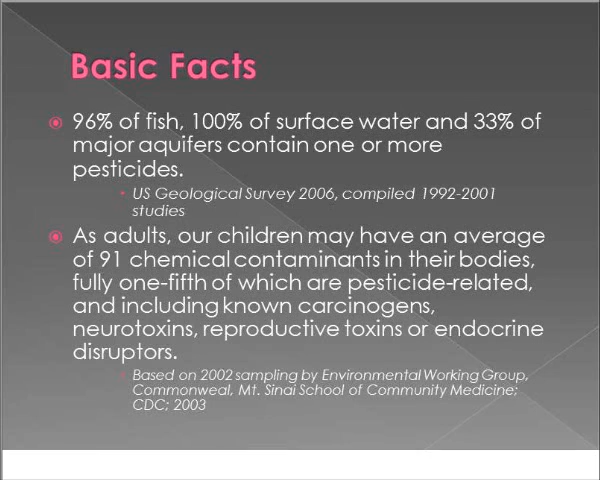 Basic Facts
96% of fish, 100% of surface water and 33% of
major aquifers contain one or more
pesticides.
US Geological Survey 2006, compiled 1992-2001
studies
As adults, our children may have an average
of 91 chemical contaminants in their bodies,
fully one-fifth of which are pesticide-related,
and including known carcinogens,
neurotoxins, reproductive toxins or endocrine
disruptors.
Based on 2002 sampling by Environmental Working Group,
Commonweal, Mt. Sinai School of Community Medicine;
CDC; 2003